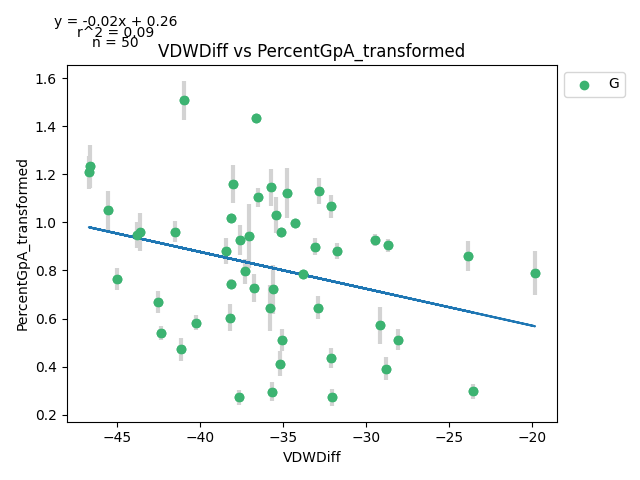 y = -0.02x + 0.26
r^2 = 0.09
n = 50
VDWDiff vs PercentGpA_transformed
G
1.6
1.4
1.2
1.0
0.8
0.6
0.4
0.2
PercentGpA_transformed
−45 −40 −35 −30 −25 −20
VDWDiff